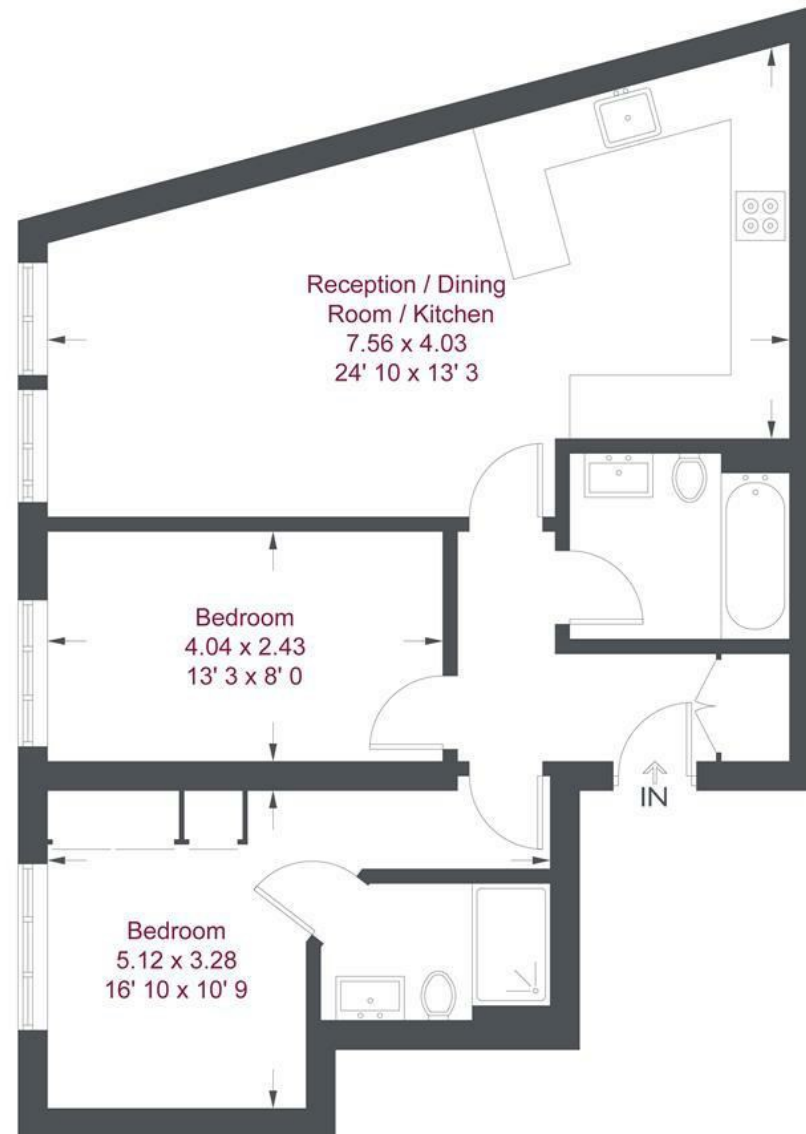 Reception / Dining
Room / Kitchen
7.56 x 4.03
24' 10 x 13' 3
Bedroom
4.04 x 2.43
13' 3 x 8' 0
IN
Bedroom
5.12 x 3.28
16' 10 x 10' 9